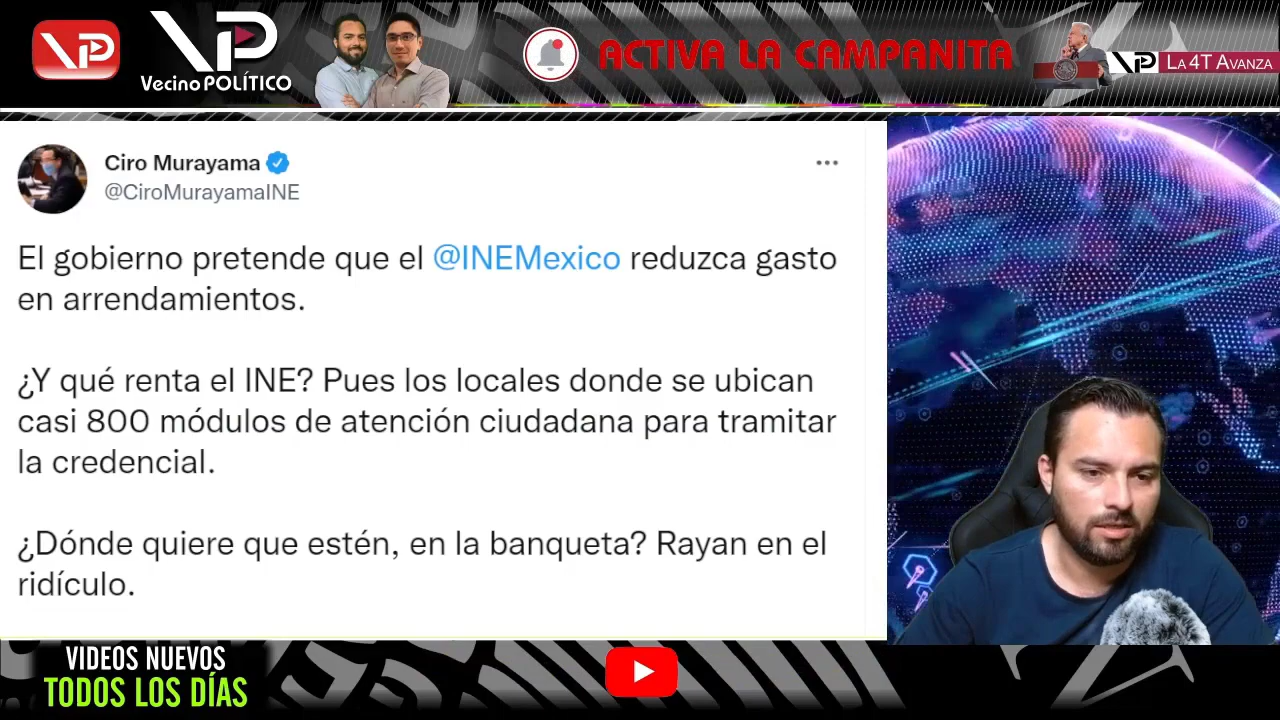 VP
VP
Vecino POLÍTICO
ACTIVA LA CAMPANITA
VP LA 4T AVANZA
Ciro Murayama
@CiroMurayamaINE
El gobierno pretende que el @INEMexico reduzca gasto
en arrendamientos.
¿Y qué renta el INE? Pues los locales donde se ubican
casi 800 módulos de atención ciudadana para tramitar
la credencial.
¿Dónde quiere que estén, en la banqueta? Rayan en el
ridículo.
VIDEOS NUEVOS
TODOS LOS DÍAS